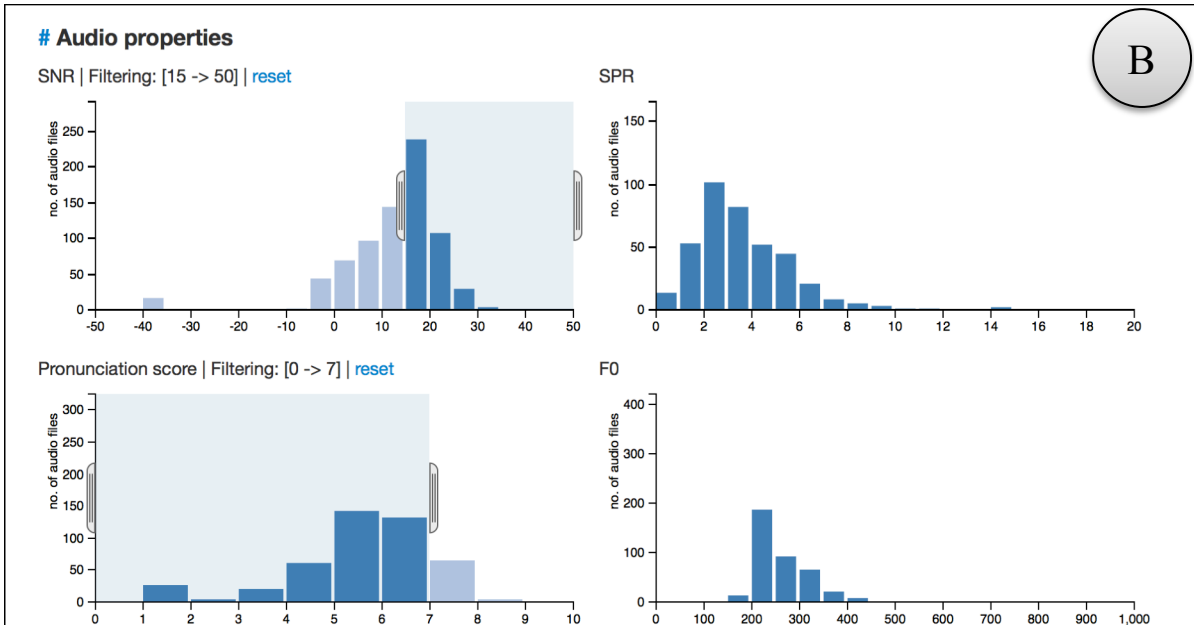 # Audio properties
B
SNR | Filtering: [15 -> 50] | reset
no. of audio files
250
200
150
100
50
0
-50 -40 -30 -20 -10 0 10 20 30 40 50
SPR
no. of audio files
150
100
50
0
0 2 4 6 8 10 12 14 16 18 20
Pronunciation score | Filtering: [0 -> 7] | reset
no. of audio files
300
250
200
150
100
50
0
0 1 2 3 4 5 6 7 8 9 10
F0
no. of audio files
400
300
200
100
0
0 100 200 300 400 500 600 700 800 900 1,000